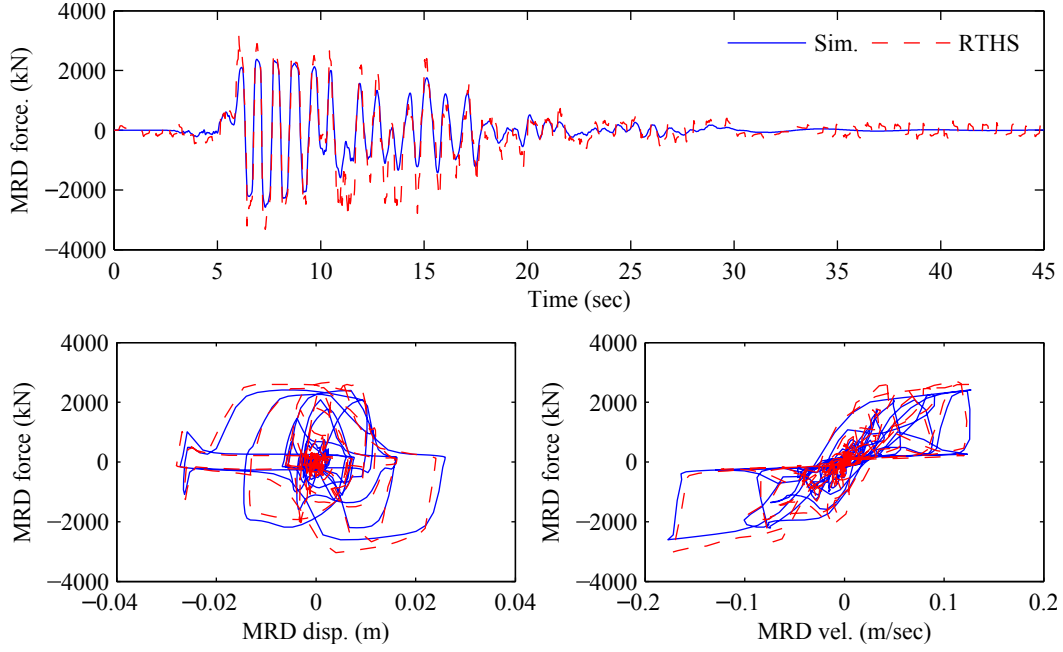 4000
2000
0
−2000
−4000
MRD force. (kN)
Sim.
RTHS
0 5 10 15 20 25 30 35 40 45
Time (sec)
4000
2000
0
−2000
−4000
MRD force (kN)
−0.04 −0.02 0 0.02 0.04
MRD disp. (m)
4000
2000
0
−2000
−4000
MRD force (kN)
−0.2 −0.1 0 0.1 0.2
MRD vel. (m/sec)